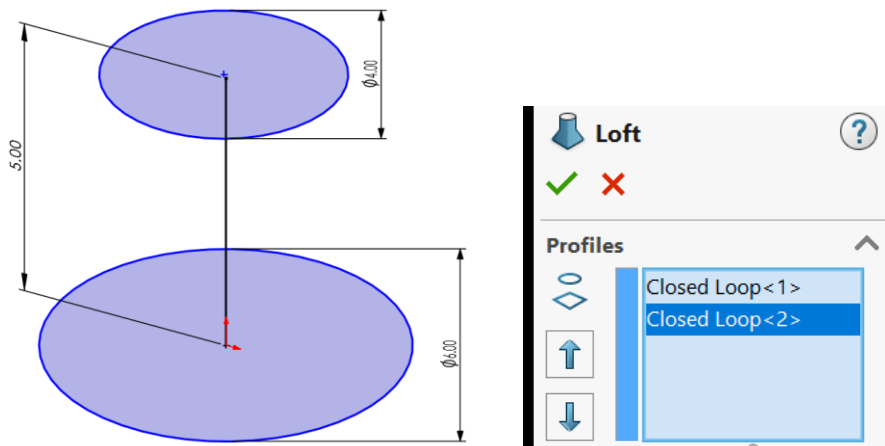 5.00
ϕ4.00
ϕ6.00
Loft
?
Profiles
Closed Loop<1>
Closed Loop<2>